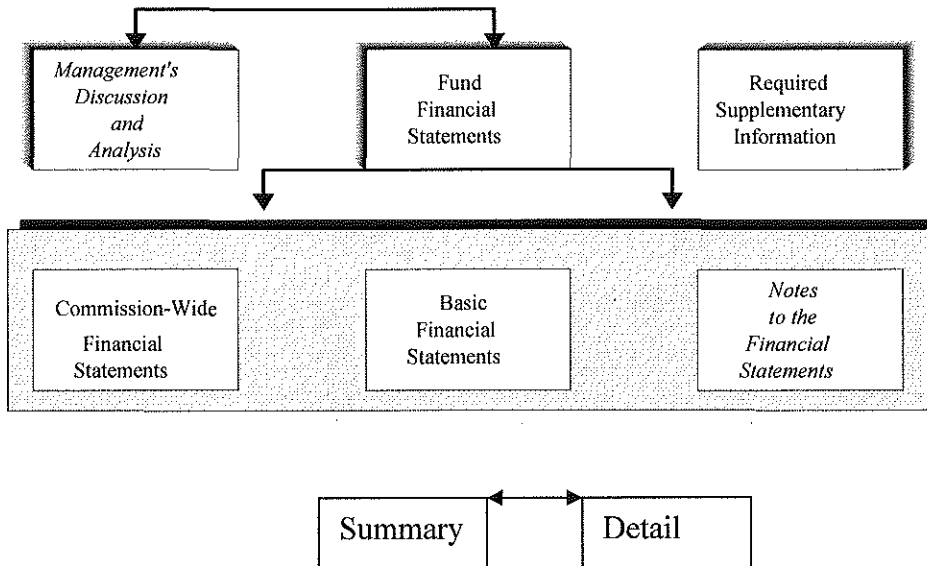 Management's
Discussion
and
Analysis
Fund
Financial
Statements
Required
Supplementary
Information
Commission-Wide
Financial
Statements
Basic
Financial
Statements
Notes
to the
Financial
Statements
Summary
Detail